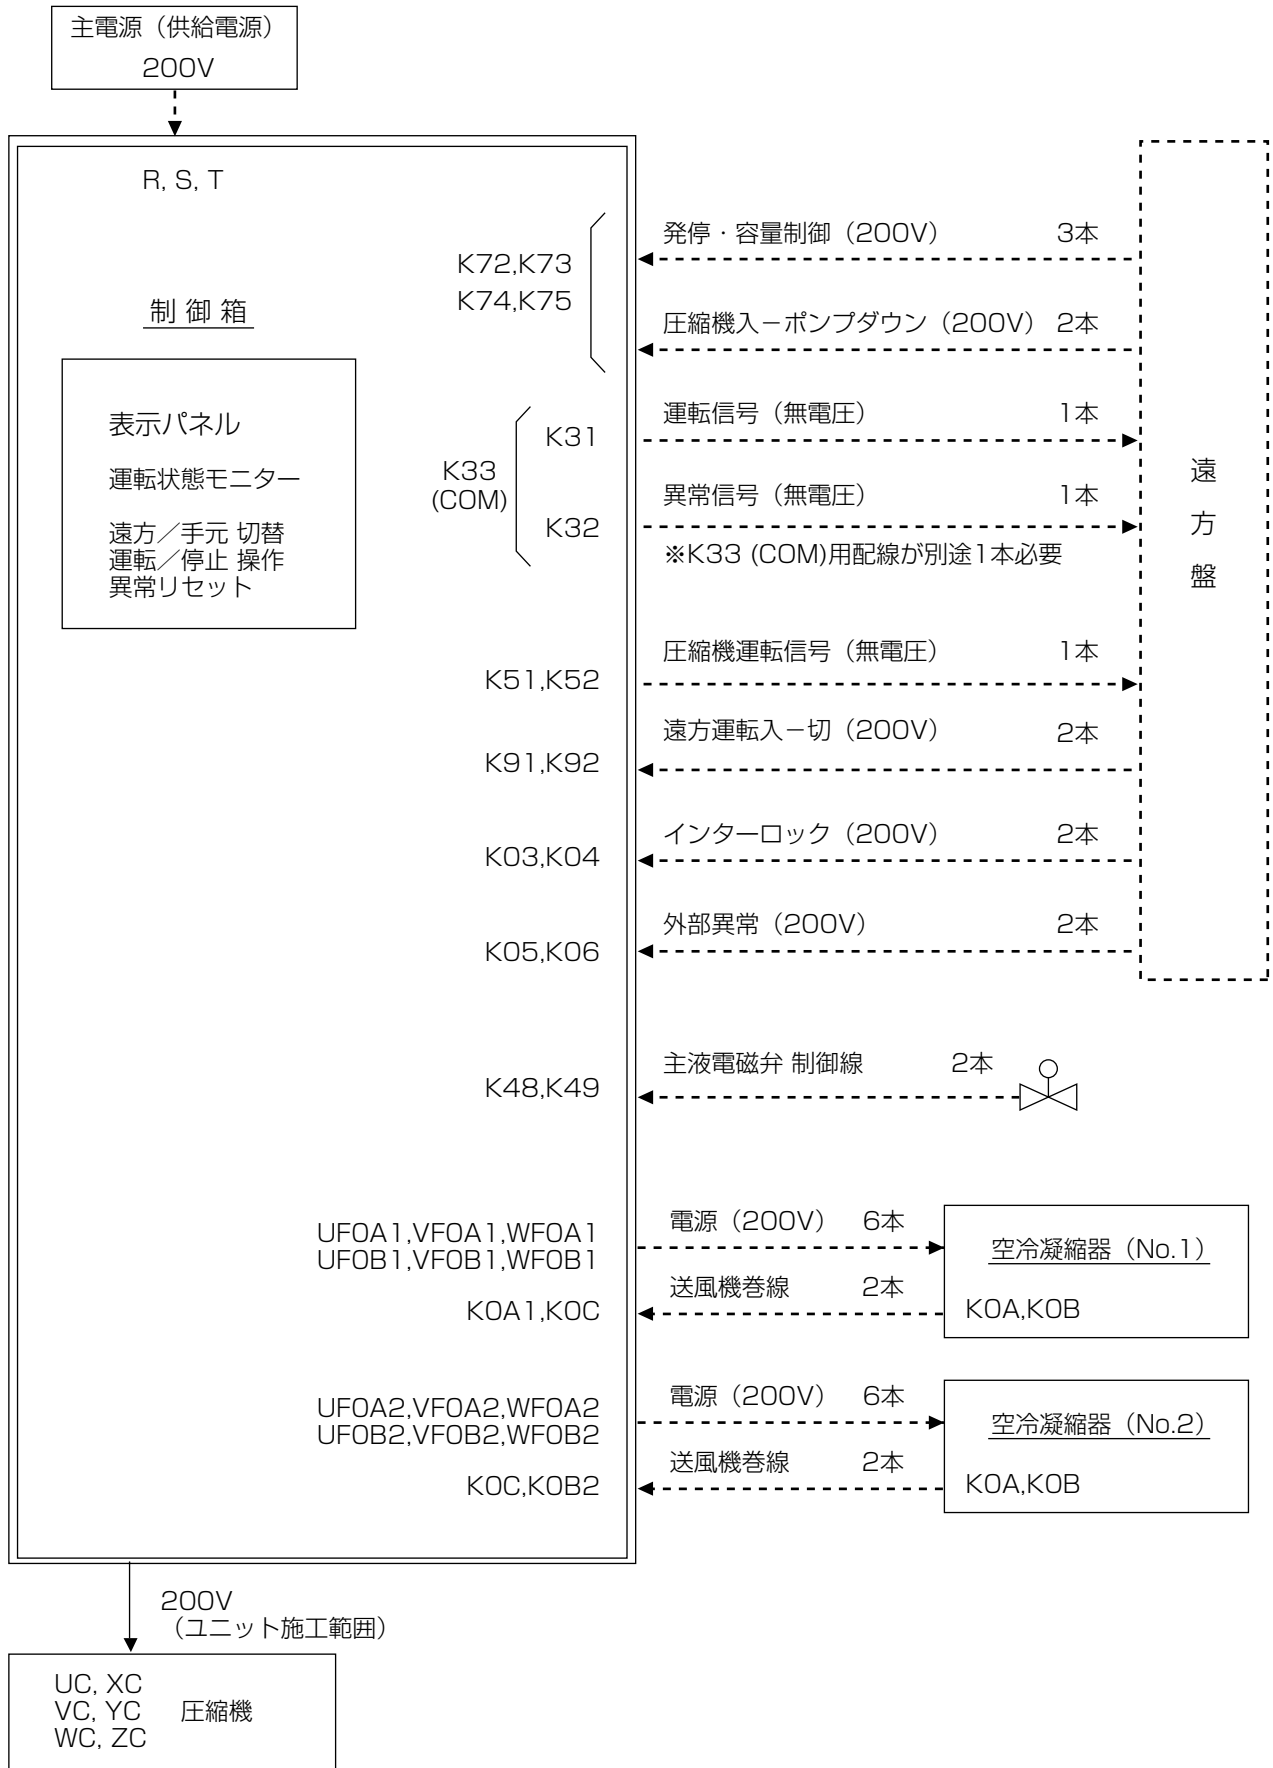 主電源（供給電源）
200V
R, S, T
K72,K73
K74,K75
制 御 箱
表示パネル
運転状態モニター
遠方／手元 切替
運転／停止 操作
異常リセット
K33
(COM)
K31
K32
K51,K52
K91,K92
K03,K04
K05,K06
K48,K49
UF0A1,VF0A1,WF0A1
UF0B1,VF0B1,WF0B1
K0A1,K0C
UF0A2,VF0A2,WF0A2
UF0B2,VF0B2,WF0B2
K0C,K0B2
発停・容量制御（200V） 3本
圧縮機入－ポンプダウン（200V） 2本
運転信号（無電圧） 1本
異常信号（無電圧） 1本
※K33 (COM)用配線が別途1本必要
圧縮機運転信号（無電圧） 1本
遠方運転入－切（200V） 2本
インターロック（200V） 2本
外部異常（200V） 2本
遠方盤
主液電磁弁 制御線 2本
電源（200V） 6本
送風機巻線 2本
空冷凝縮器（No.1）
K0A,K0B
電源（200V） 6本
送風機巻線 2本
空冷凝縮器（No.2）
K0A,K0B
200V
（ユニット施工範囲）
UC, XC
VC, YC 圧縮機
WC, ZC